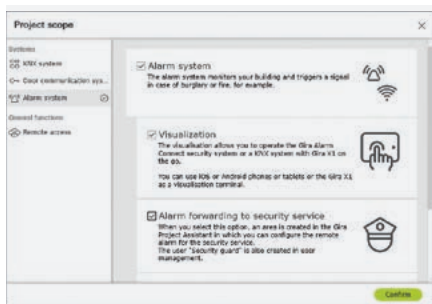 Project scope
Systems
KNX system
Door communication sys...
Alarm system
General functions
Remote access
Alarm system
The alarm system monitors your building and triggers a signal
in case of burglary or fire, for example.
Visualization
The visualisation allows you to operate the Gira Alarm
Connect security system or a KNX system with Gira X1 on
the go.
You can use iOS or Android phones or tablets or the Gira X1
as a visualisation terminal.
Alarm forwarding to security service
When you select this option, an area is created in the Gira
Project Assistant in which you can configure the remote
alarm for the security service.
The user "Security guard" is also created in user
management.
Confirm